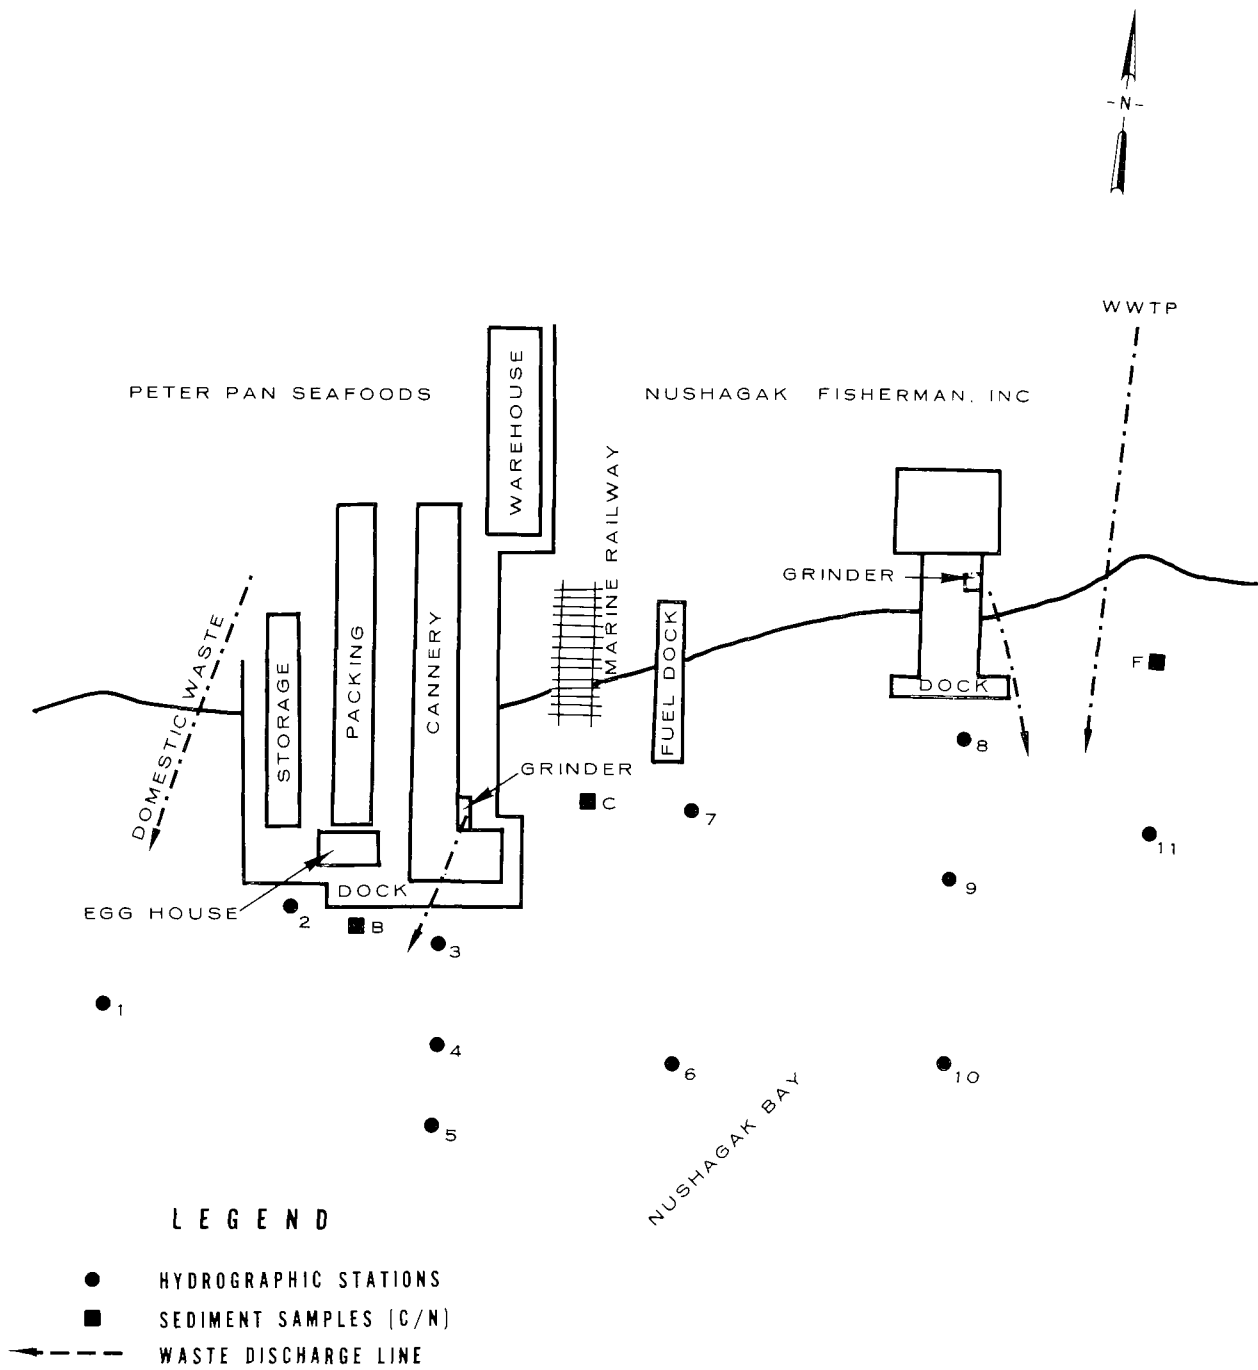 -N-
WWTP
PETER PAN SEAFOODS
NUSHAGAK FISHERMAN, INC
WAREHOUSE
MARINE RAILWAY
GRINDER
DOMESTIC WASTE
STORAGE
PACKING
CANNERY
FUEL DOCK
F
DOCK
8
GRINDER
C
7
11
DOCK
9
EGG HOUSE
2
B
3
1
4
6
10
5
NUSHAGAK BAY
LEGEND
HYDROGRAPHIC STATIONS
SEDIMENT SAMPLES (C/N)
WASTE DISCHARGE LINE